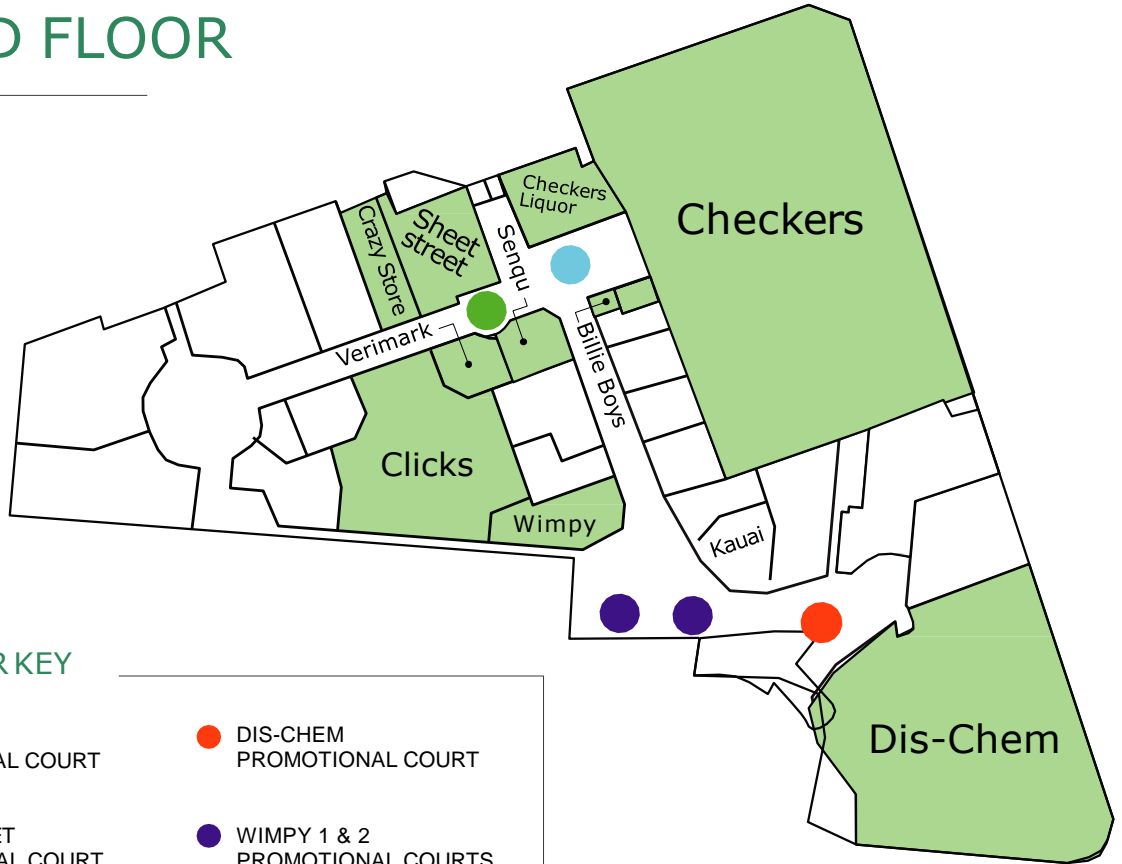 D FLOOR
Checkers
Liquor
Checkers
Crazy Store
Sheet
street
Senqu
Verimark
Billie Boys
Clicks
Wimpy
Kauai
Dis-Chem
R KEY
AL COURT
DIS-CHEM
PROMOTIONAL COURT
ET
AL COURT
WIMPY 1 & 2
PROMOTIONAL COURTS